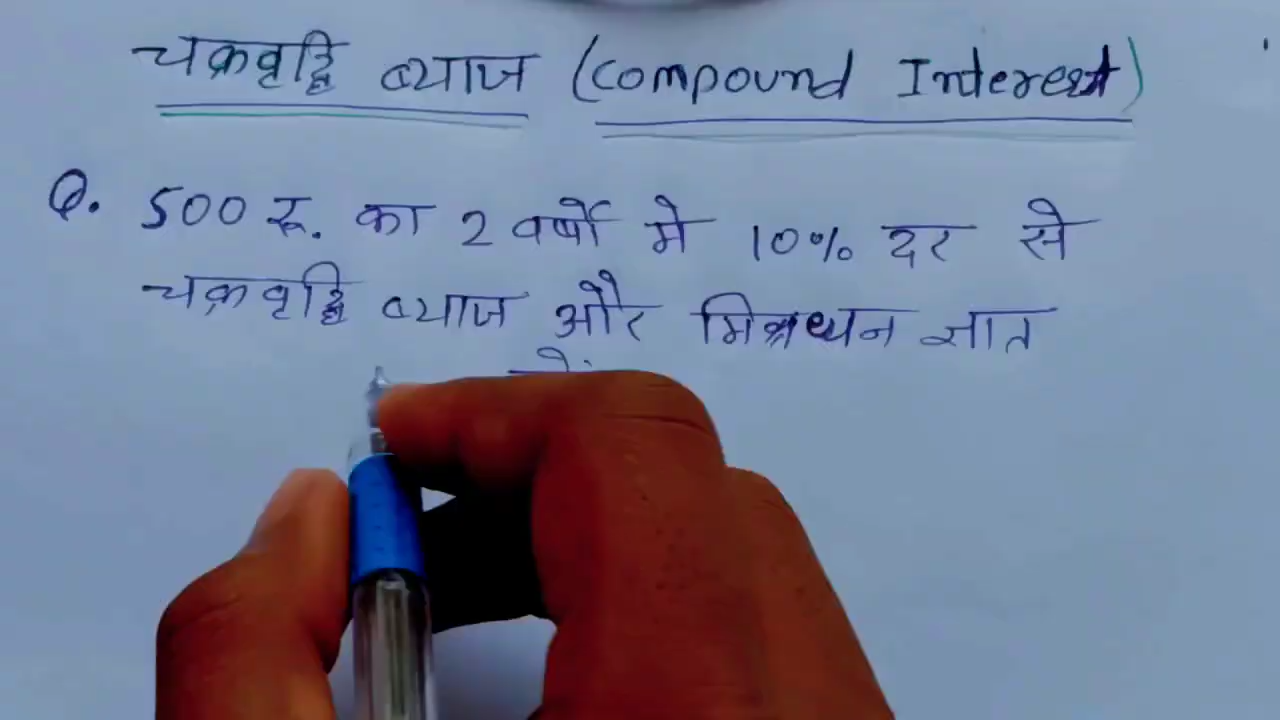 चक्रवृद्धि ब्याज (Compound Interest)
Q. 500 रू. का 2 वर्षो मे 10% दर से
चक्रवृद्धि ब्याज और मिश्रधन ज्ञात